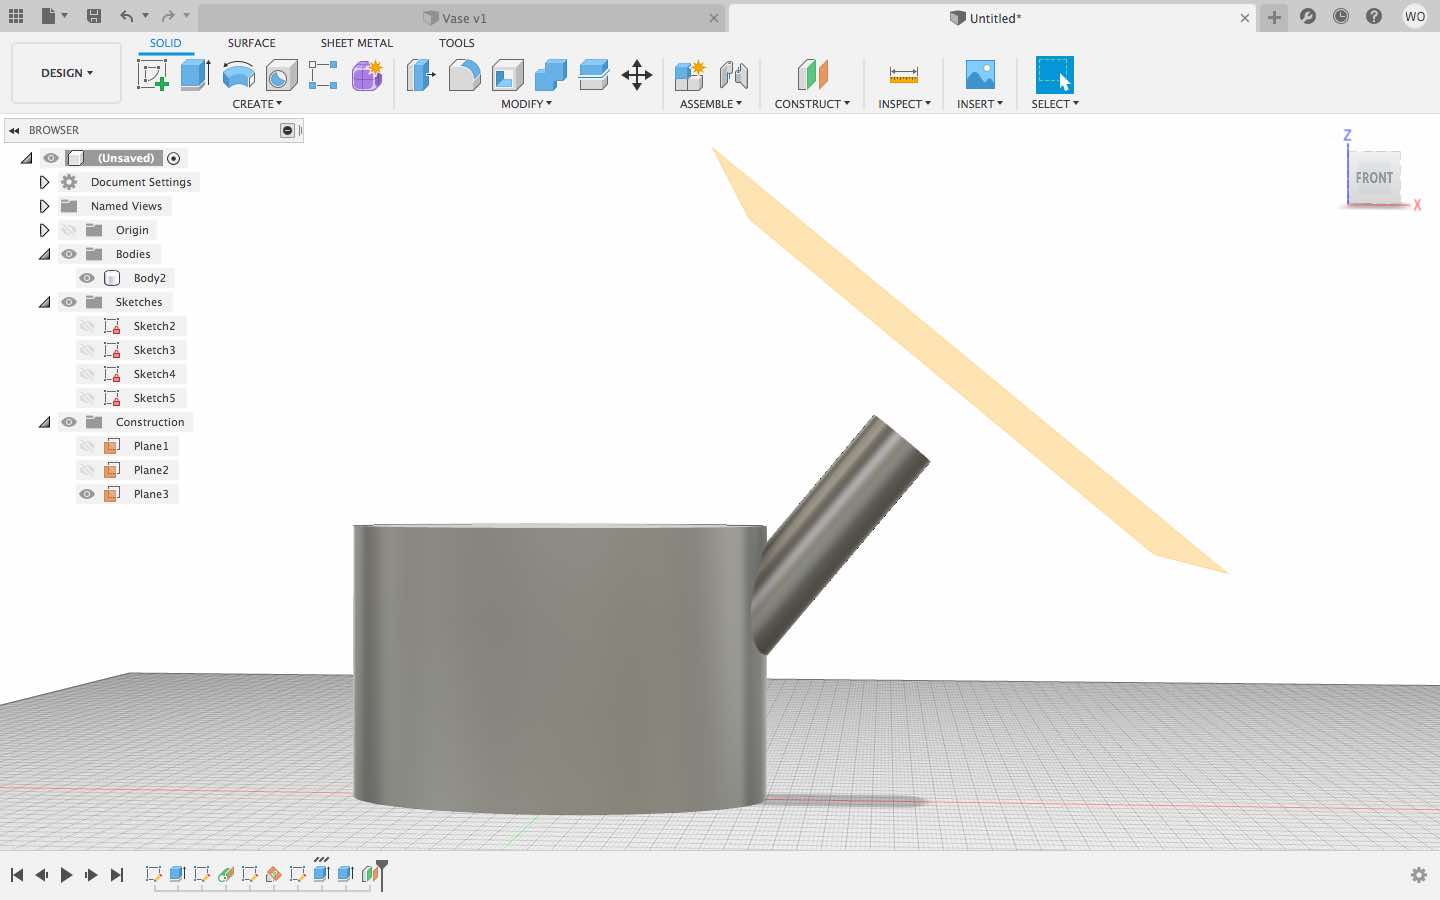 Vase v1
Untitled*
WO
SOLID SURFACE SHEET METAL TOOLS
DESIGN
CREATE MODIFY ASSEMBLE CONSTRUCT INSPECT INSERT SELECT
BROWSER
(Unsaved)
Document Settings
Named Views
Origin
Bodies
Body2
Sketches
Sketch2
Sketch3
Sketch4
Sketch5
Construction
Plane1
Plane2
Plane3
Z
FRONT
X